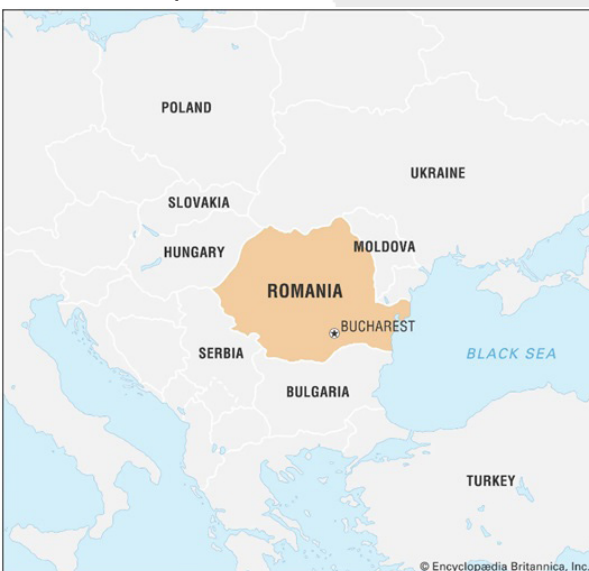 POLAND
UKRAINE
SLOVAKIA
HUNGARY
MOLDOVA
ROMANIA
BUCHAREST
SERBIA
BLACK SEA
BULGARIA
TURKEY
© Encyclopædia Britannica, Inc.